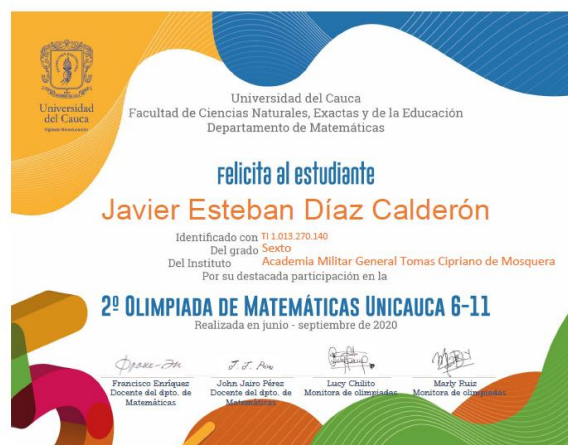 Universidad
del Cauca
Universidad del Cauca
Facultad de Ciencias Naturales, Exactas y de la Educación
Departamento de Matemáticas
Felicita al estudiante
Javier Esteban Díaz Calderón
Identificado con TI 1.013.270.140
Del grado Sexto
Del Instituto Academia Militar General Tomas Cipriano de Mosquera
Por su destacada participación en la
2º Olimpiada de Matemáticas Unicauca 6-11
Realizada en junio - septiembre de 2020
Francisco Enríquez
Docente del dpto. de
Matemáticas
John Jairo Pérez
Docente del dpto. de
Matemáticas
Lucy Chilito
Monitora de olimpiadas
Marly Ruiz
Monitora de olimpiadas